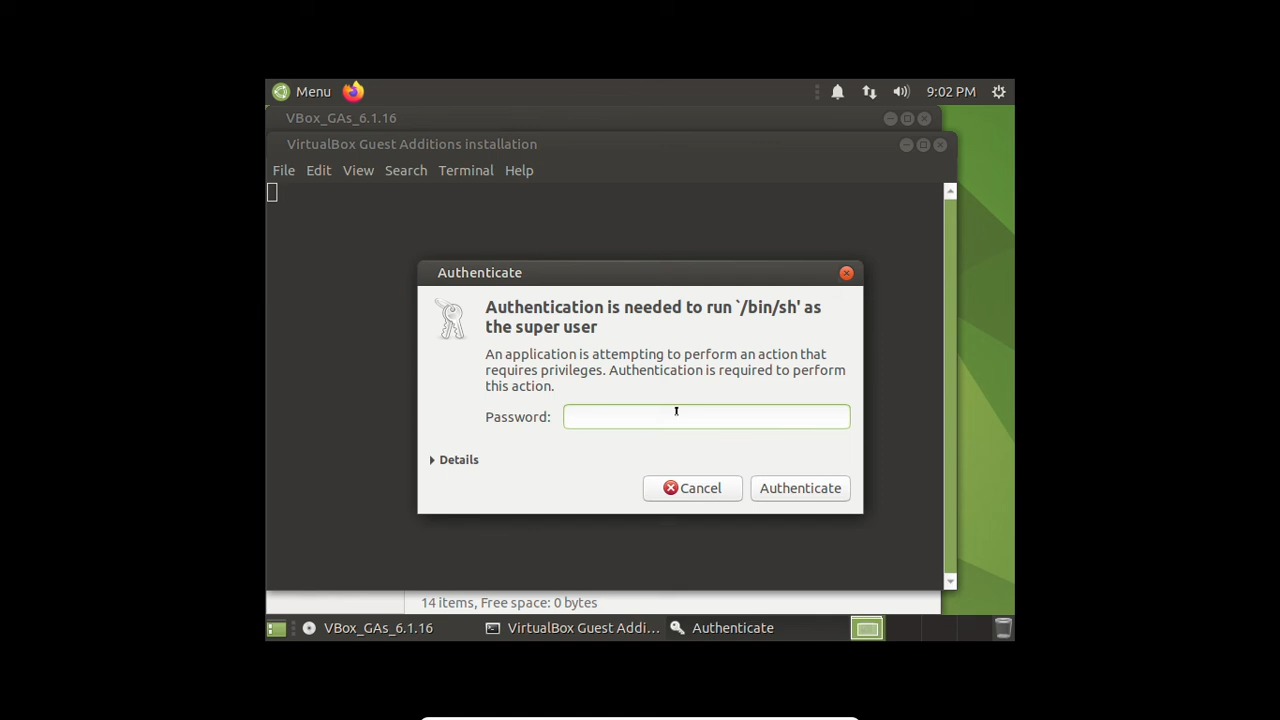 Menu 9:02 PM
VBox_GAs_6.1.16
VirtualBox Guest Additions installation
File Edit View Search Terminal Help
Authenticate
Authentication is needed to run `/bin/sh' as
the super user
An application is attempting to perform an action that
requires privileges. Authentication is required to perform
this action.
Password:
Details
Cancel Authenticate
14 items, Free space: 0 bytes
VBox_GAs_6.1.16 VirtualBox Guest Addi... Authenticate